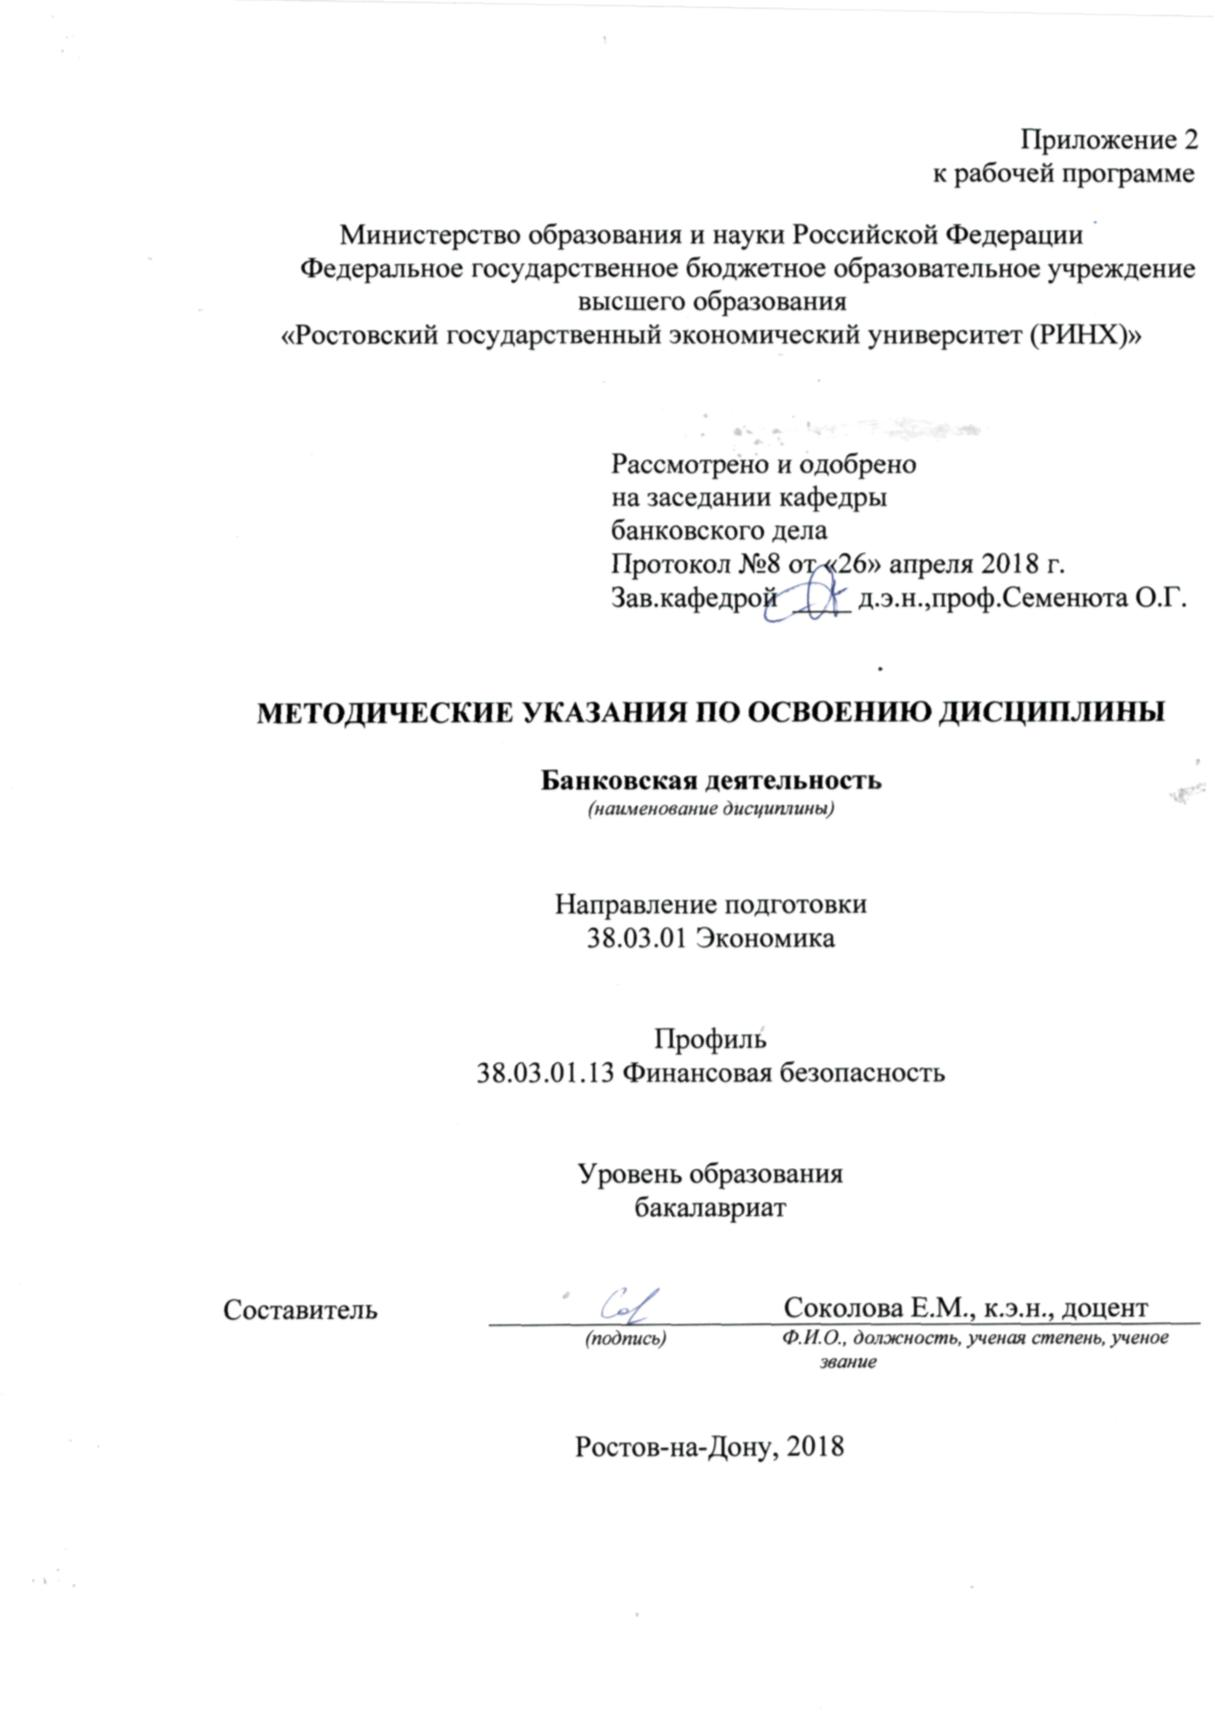 Приложение 2
к рабочей программе
Министерство образования и науки Российской Федерации
Федеральное государственное бюджетное образовательное учреждение
высшего образования
«Ростовский государственный экономический университет (РИНХ)»
Рассмотрено и одобрено
на заседании кафедры
банковского дела
Протокол №8 от «26» апреля 2018 г.
Зав.кафедрой ____ д.э.н.,проф.Семенюта О.Г.
МЕТОДИЧЕСКИЕ УКАЗАНИЯ ПО ОСВОЕНИЮ ДИСЦИПЛИНЫ
Банковская деятельность
(наименование дисциплины)
Направление подготовки
38.03.01 Экономика
Профиль
38.03.01.13 Финансовая безопасность
Уровень образования
бакалавриат
Составитель Соколова Е.М., к.э.н., доцент
(подпись) Ф.И.О., должность, ученая степень, ученое
звание
Ростов-на-Дону, 2018